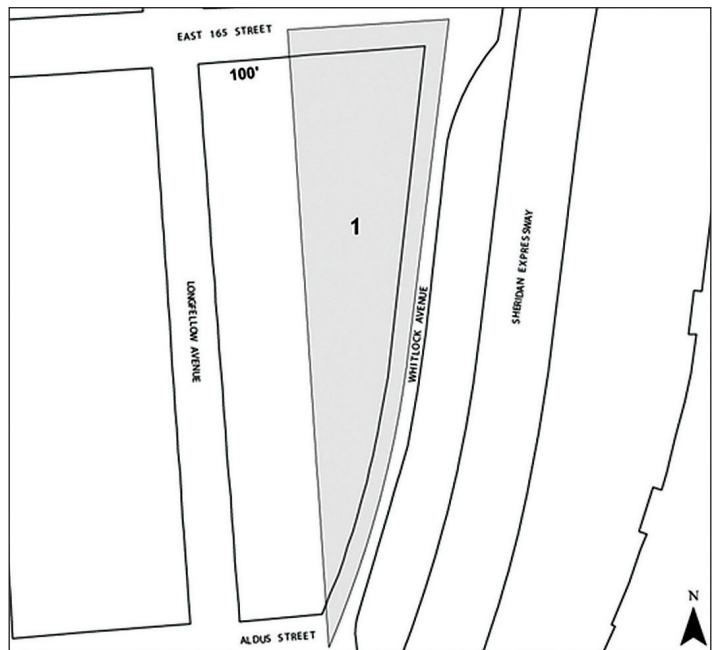 EAST 165 STREET
100'
1
LONGFELLOW AVENUE
WHITLOCK AVENUE
SHERIDAN EXPRESSWAY
ALDUS STREET
N